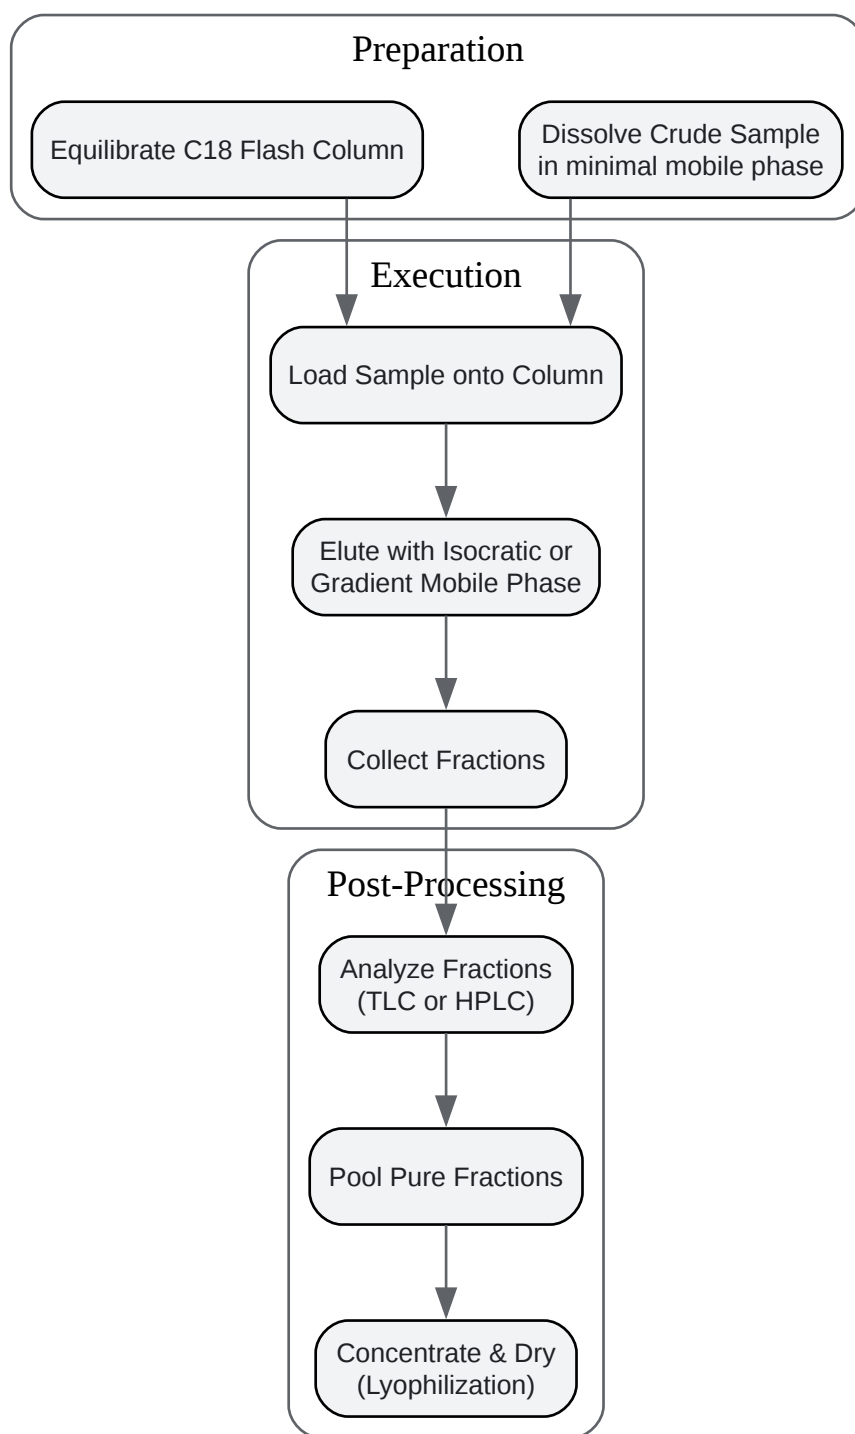 Preparation
Equilibrate C18 Flash Column
Dissolve Crude Sample
in minimal mobile phase
Execution
Load Sample onto Column
Elute with Isocratic or
Gradient Mobile Phase
Collect Fractions
Post-Processing
Analyze Fractions
(TLC or HPLC)
Pool Pure Fractions
Concentrate & Dry
(Lyophilization)